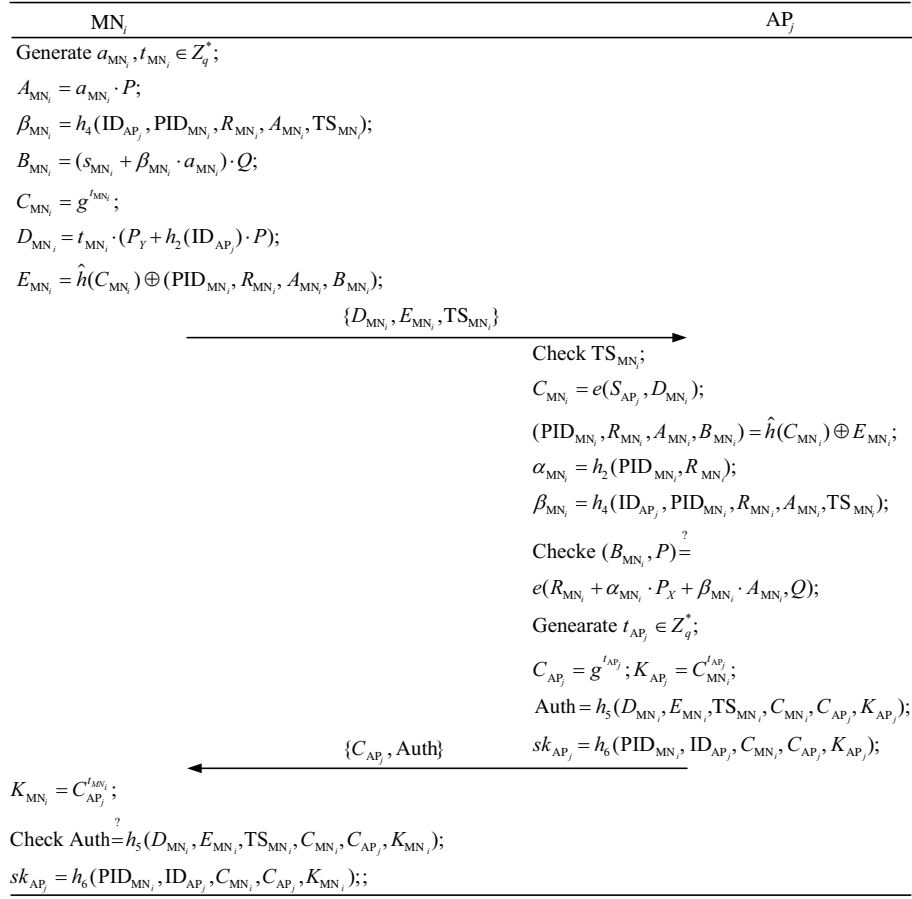 MN_i AP_j
Generate a_{MN_i}, t_{MN_i} ∈ Z_q^*;
A_{MN_i} = a_{MN_i} · P;
β_{MN_i} = h_4(ID_{AP_j}, PID_{MN_i}, R_{MN_i}, A_{MN_i}, TS_{MN_i});
B_{MN_i} = (s_{MN_i} + β_{MN_i} · a_{MN_i}) · Q;
C_{MN_i} = g^{t_{MN_i}};
D_{MN_i} = t_{MN_i} · (P_Y + h_2(ID_{AP_j}) · P);
E_{MN_i} = ĥ(C_{MN_i}) ⊕ (PID_{MN_i}, R_{MN_i}, A_{MN_i}, B_{MN_i});
{D_{MN_i}, E_{MN_i}, TS_{MN_i}}
Check TS_{MN_i};
C_{MN_i} = e(S_{AP_j}, D_{MN_i});
(PID_{MN_i}, R_{MN_i}, A_{MN_i}, B_{MN_i}) = ĥ(C_{MN_i}) ⊕ E_{MN_i};
α_{MN_i} = h_2(PID_{MN_i}, R_{MN_i});
β_{MN_i} = h_4(ID_{AP_j}, PID_{MN_i}, R_{MN_i}, A_{MN_i}, TS_{MN_i});
Checke (B_{MN_i}, P) ≟
e(R_{MN_i} + α_{MN_i} · P_X + β_{MN_i} · A_{MN_i}, Q);
Genearate t_{AP_j} ∈ Z_q^*;
C_{AP_j} = g^{t_{AP_j}}; K_{AP_j} = C_{MN_i}^{t_{AP_j}};
Auth = h_5(D_{MN_i}, E_{MN_i}, TS_{MN_i}, C_{MN_i}, C_{AP_j}, K_{AP_j});
sk_{AP_j} = h_6(PID_{MN_i}, ID_{AP_j}, C_{MN_i}, C_{AP_j}, K_{AP_j});
{C_{AP_j}, Auth}
K_{MN_i} = C_{AP_j}^{t_{MN_i}};
Check Auth ≟ h_5(D_{MN_i}, E_{MN_i}, TS_{MN_i}, C_{MN_i}, C_{AP_j}, K_{MN_i});
sk_{AP_j} = h_6(PID_{MN_i}, ID_{AP_j}, C_{MN_i}, C_{AP_j}, K_{MN_i});;